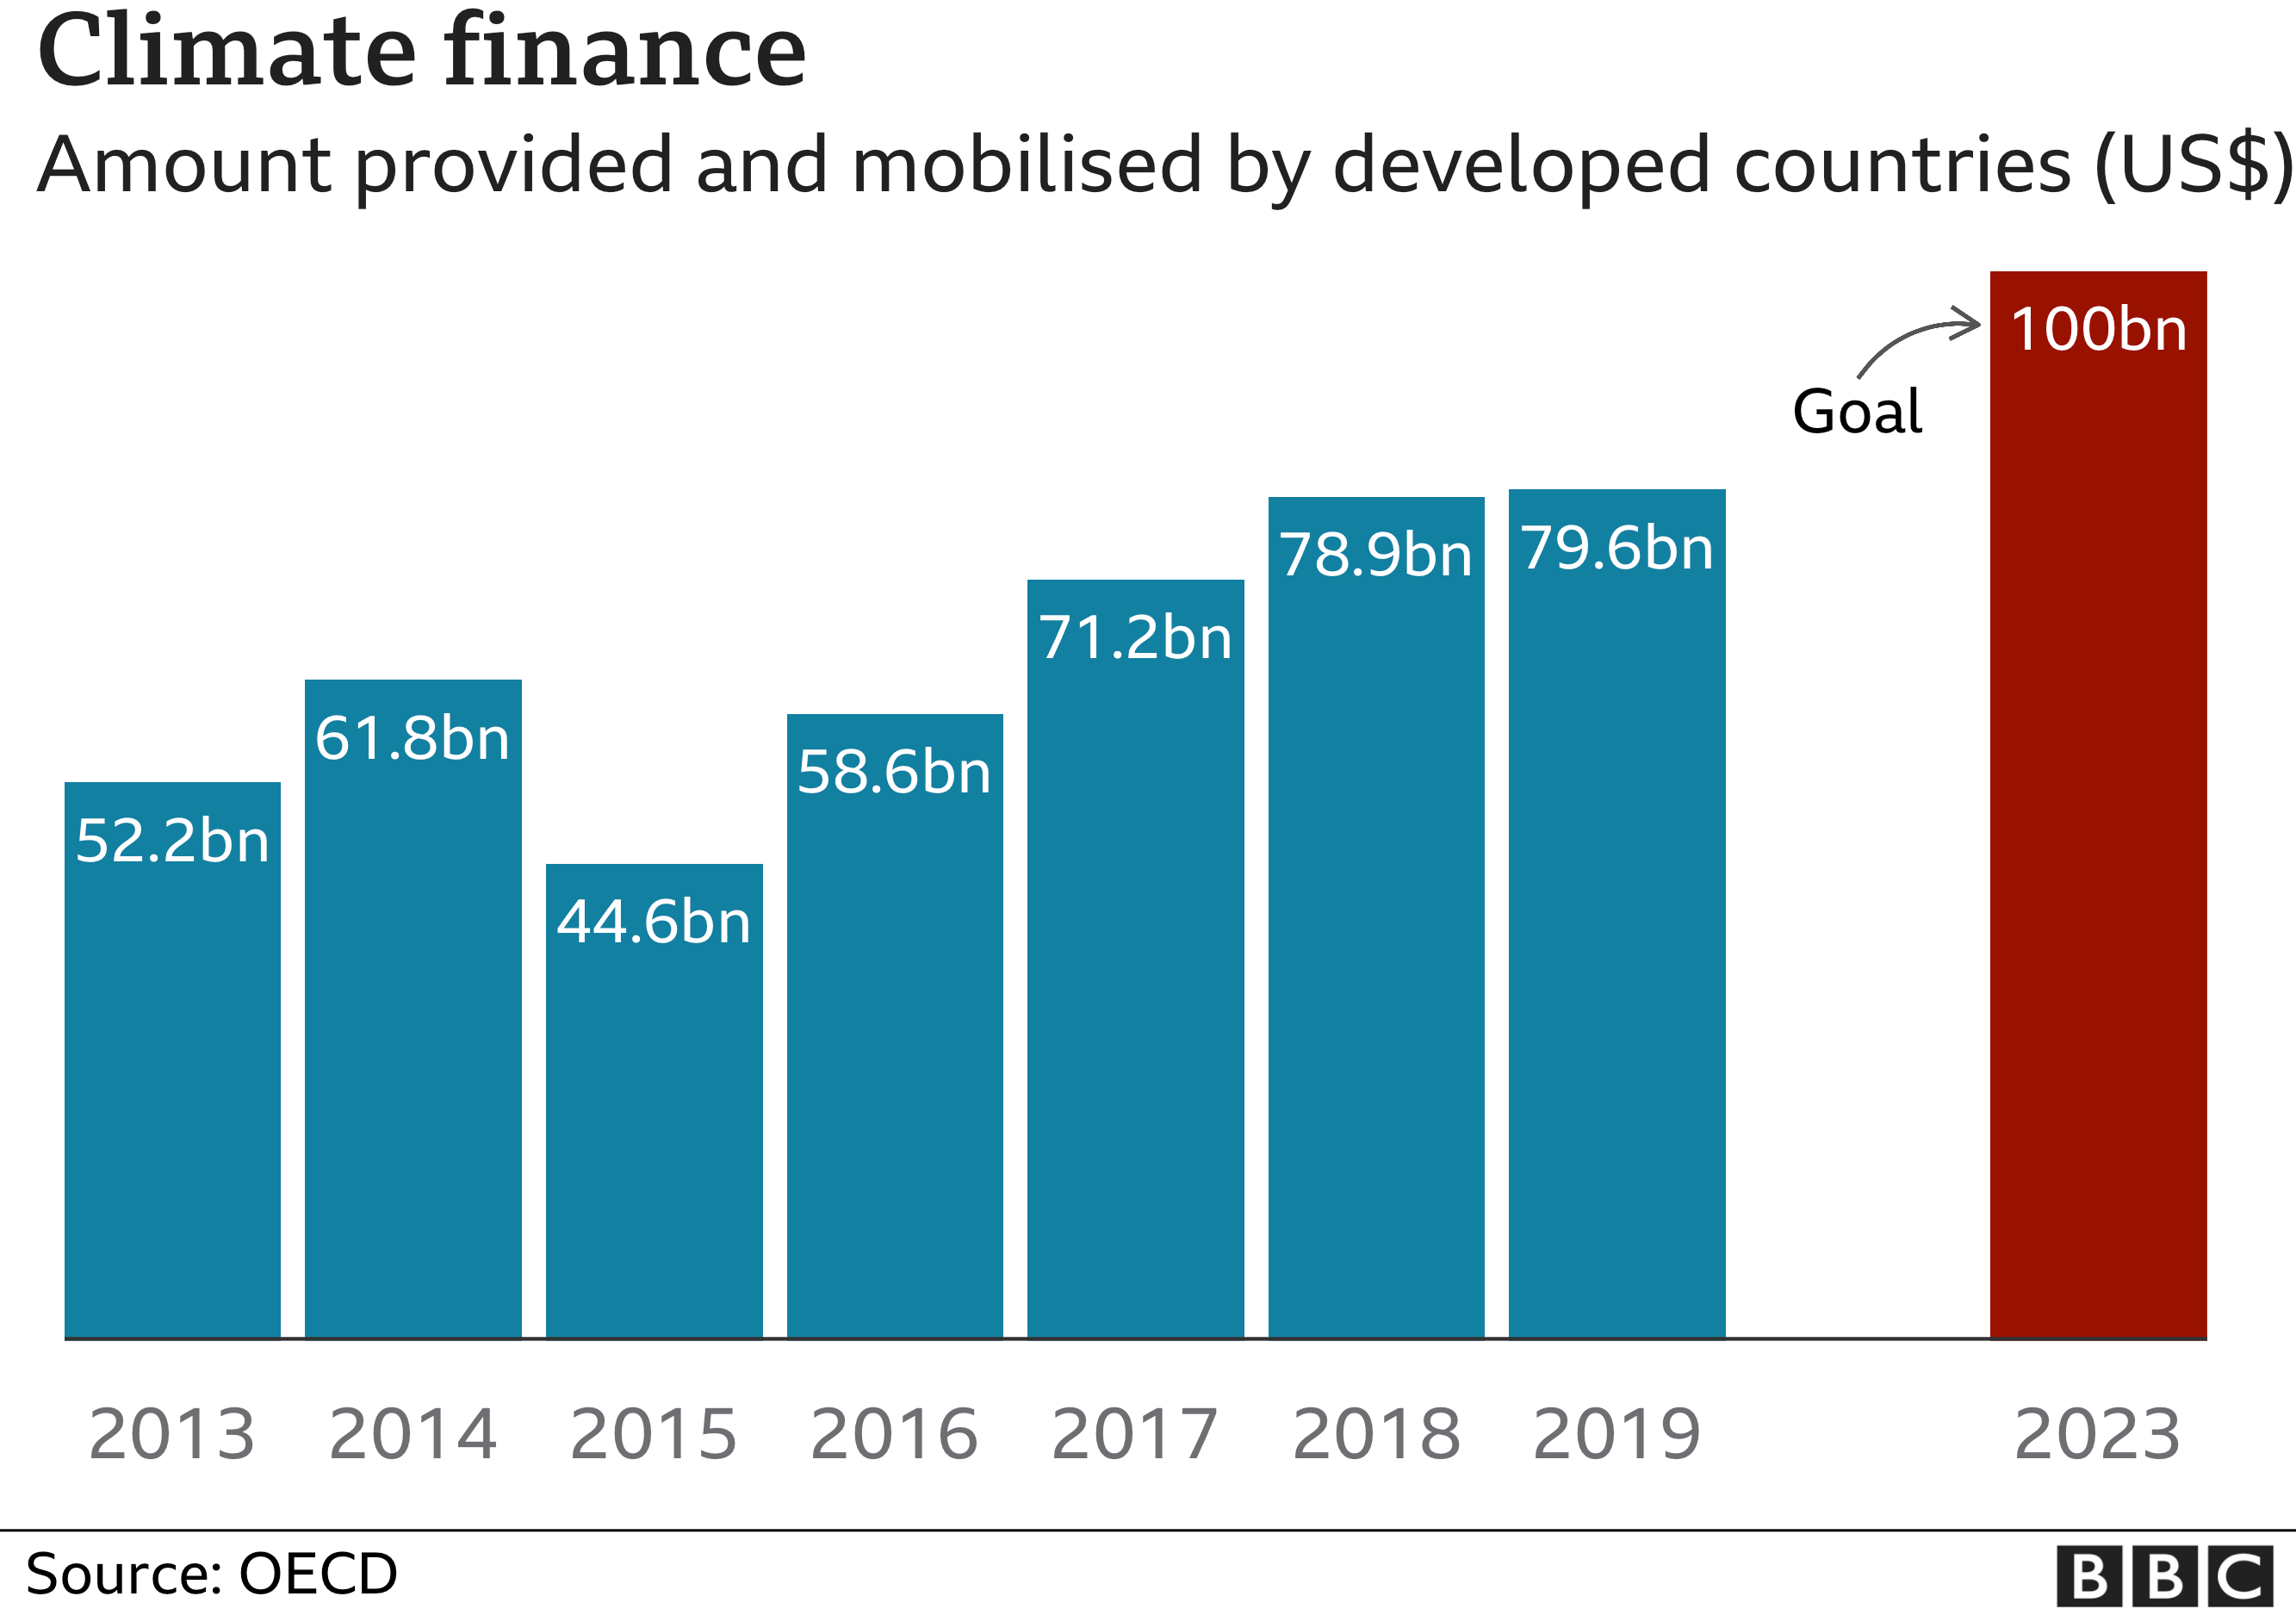 Climate finance
Amount provided and mobilised by developed countries (US$)
100bn
Goal
79.6bn
78.9bn
71.2bn
61.8bn
58.6bn
52.2bn
44.6bn
2013 2014 2015 2016 2017 2018 2019 2023
Source: OECD
BBC